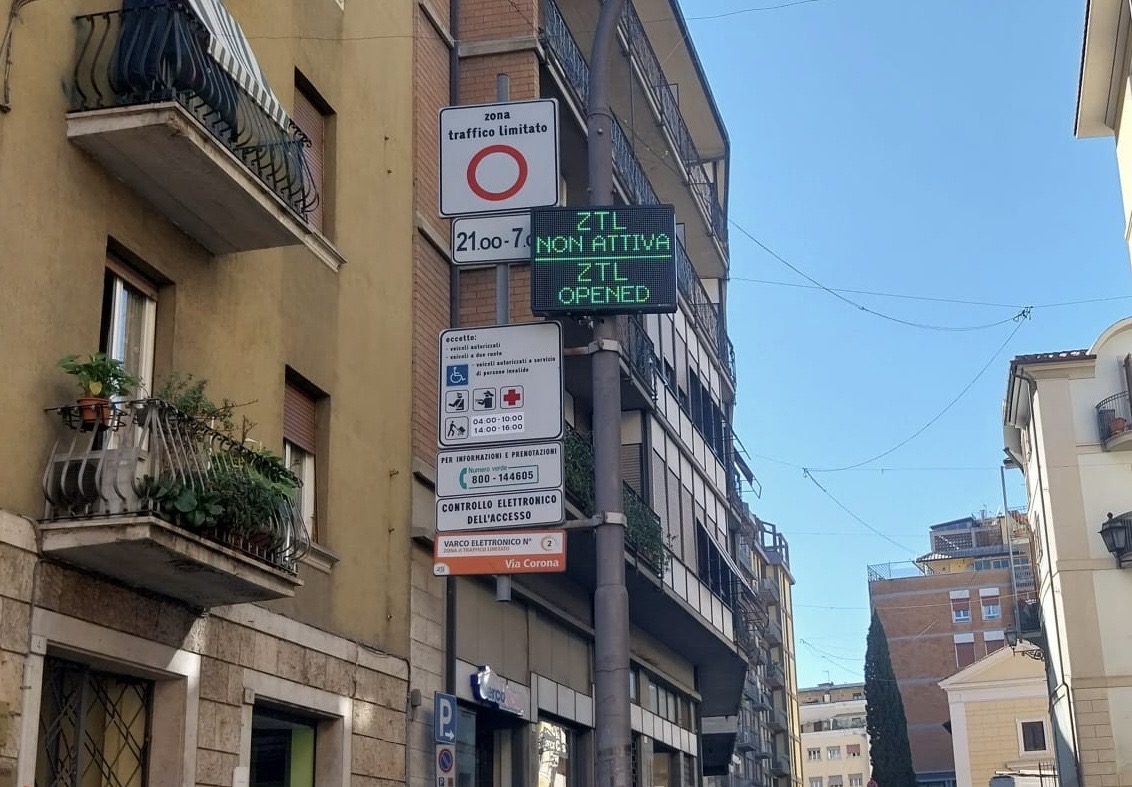 zona
traffico limitato
21.00-7.
ZTL
NON ATTIVA
ZTL
OPENED
eccetto:
- veicoli autorizzati
- veicoli a due ruote
- veicoli autorizzati a servizio
di persone invalide
04:00-10:00
14:00-16:00
PER INFORMAZIONI E PRENOTAZIONI
Numero verde
800-144605
CONTROLLO ELETTRONICO
DELL'ACCESSO
VARCO ELETTRONICO N° 2
ZONA A TRAFFICO LIMITATO
Via Corona
P